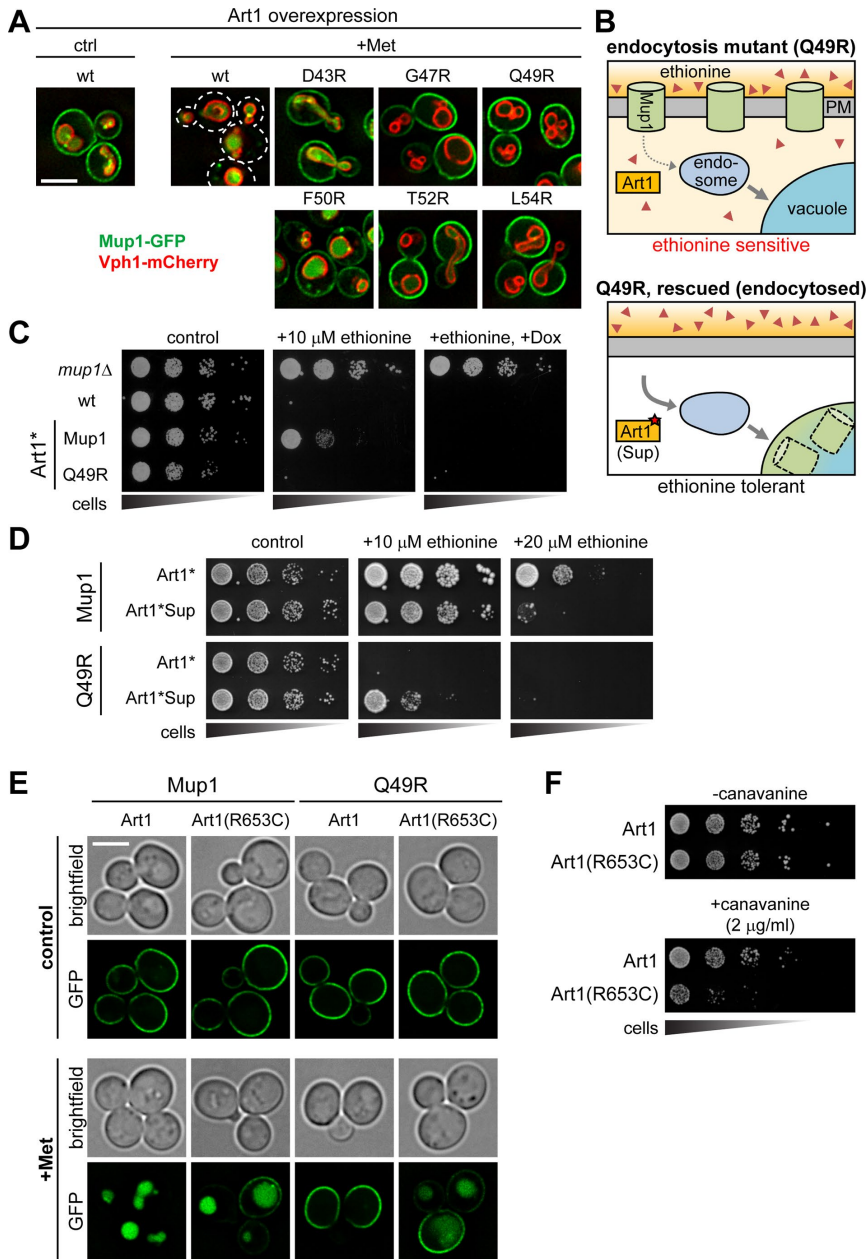 A
Art1 overexpression
ctrl
+Met
wt
wt
D43R
G47R
Q49R
F50R
T52R
L54R
Mup1-GFP
Vph1-mCherry
B
endocytosis mutant (Q49R)
ethionine
Mup1
PM
Art1
endo-
some
vacuole
ethionine sensitive
Q49R, rescued (endocytosed)
Art1
(Sup)
ethionine tolerant
C
control
+10 μM ethionine
+ethionine, +Dox
mup1Δ
wt
Art1*
Mup1
Q49R
cells
D
control
+10 μM ethionine
+20 μM ethionine
Mup1
Art1*
Art1*Sup
Q49R
Art1*
Art1*Sup
cells
E
Mup1
Q49R
Art1
Art1(R653C)
Art1
Art1(R653C)
control
brightfield
GFP
+Met
brightfield
GFP
F
-canavanine
Art1
Art1(R653C)
+canavanine
(2 μg/ml)
Art1
Art1(R653C)
cells